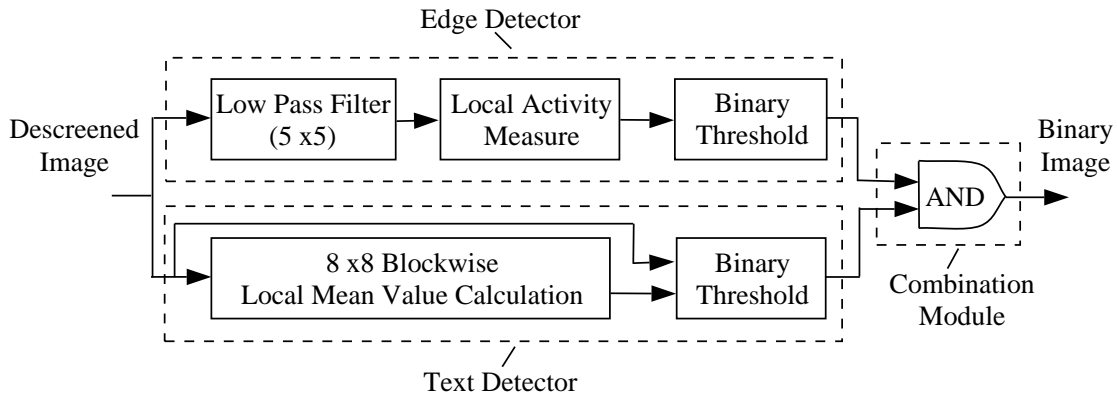 Edge Detector
Low Pass Filter
(5 x5)
Local Activity
Measure
Binary
Threshold
Descreened
Image
Binary
Image
AND
8 x8 Blockwise
Local Mean Value Calculation
Binary
Threshold
Combination
Module
Text Detector